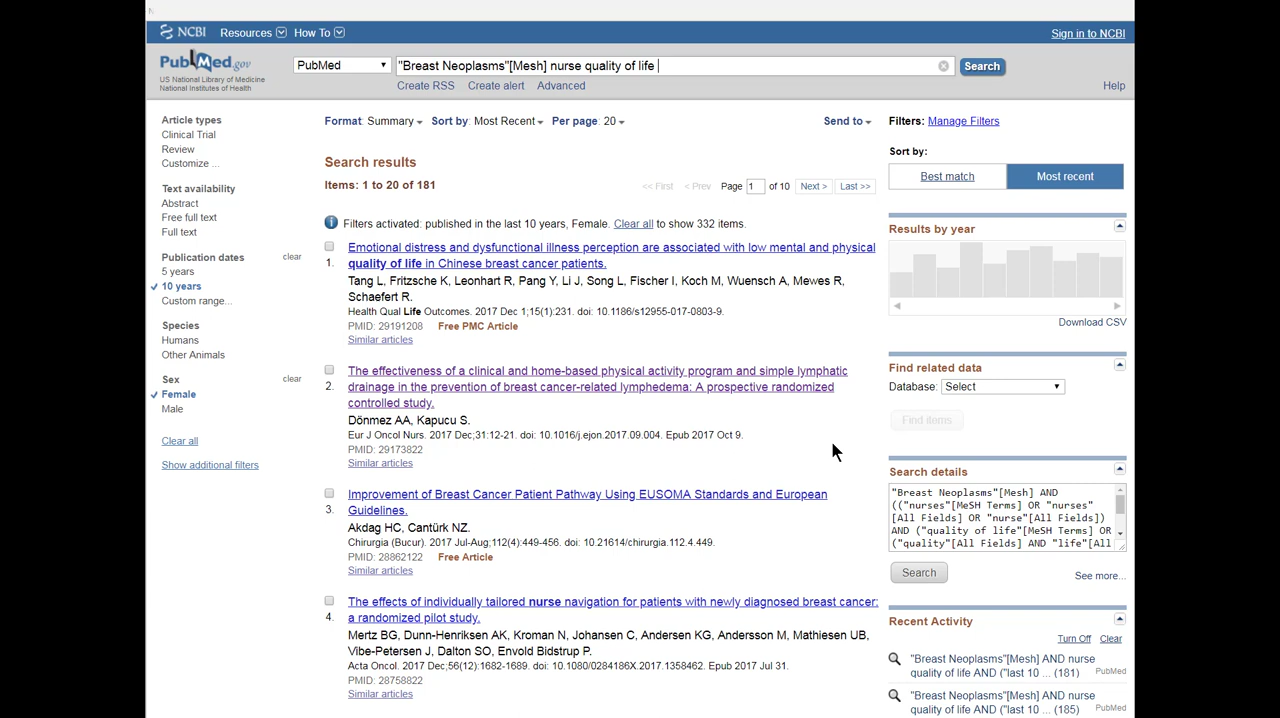 NCBI Resources How To Sign in to NCBI
PubMed.gov
US National Library of Medicine
National Institutes of Health
PubMed
"Breast Neoplasms"[Mesh] nurse quality of life
Search
Create RSS Create alert Advanced Help
Article types
Clinical Trial
Review
Customize ...
Text availability
Abstract
Free full text
Full text
Publication dates clear
5 years
10 years
Custom range...
Species
Humans
Other Animals
Sex clear
Female
Male
Clear all
Show additional filters
Format: Summary Sort by: Most Recent Per page: 20 Send to
Search results
Items: 1 to 20 of 181
<< First < Prev Page 1 of 10 Next > Last >>
Filters activated: published in the last 10 years, Female. Clear all to show 332 items.
Emotional distress and dysfunctional illness perception are associated with low mental and physical
1. quality of life in Chinese breast cancer patients.
Tang L, Fritzsche K, Leonhart R, Pang Y, Li J, Song L, Fischer I, Koch M, Wuensch A, Mewes R,
Schaefert R.
Health Qual Life Outcomes. 2017 Dec 1;15(1):231. doi: 10.1186/s12955-017-0803-9.
PMID: 29191208 Free PMC Article
Similar articles
The effectiveness of a clinical and home-based physical activity program and simple lymphatic
2. drainage in the prevention of breast cancer-related lymphedema: A prospective randomized
controlled study.
Dönmez AA, Kapucu S.
Eur J Oncol Nurs. 2017 Dec;31:12-21. doi: 10.1016/j.ejon.2017.09.004. Epub 2017 Oct 9.
PMID: 29173822
Similar articles
Improvement of Breast Cancer Patient Pathway Using EUSOMA Standards and European
3. Guidelines.
Akdag HC, Cantürk NZ.
Chirurgia (Bucur). 2017 Jul-Aug;112(4):449-456. doi: 10.21614/chirurgia.112.4.449.
PMID: 28862122 Free Article
Similar articles
The effects of individually tailored nurse navigation for patients with newly diagnosed breast cancer:
4. a randomized pilot study.
Mertz BG, Dunn-Henriksen AK, Kroman N, Johansen C, Andersen KG, Andersson M, Mathiesen UB,
Vibe-Petersen J, Dalton SO, Envold Bidstrup P.
Acta Oncol. 2017 Dec;56(12):1682-1689. doi: 10.1080/0284186X.2017.1358462. Epub 2017 Jul 31.
PMID: 28758822
Similar articles
Filters: Manage Filters
Sort by:
Best match Most recent
Results by year
Download CSV
Find related data
Database: Select
Find items
Search details
"Breast Neoplasms"[Mesh] AND
(("nurses"[MeSH Terms] OR "nurses"
[All Fields] OR "nurse"[All Fields])
AND ("quality of life"[MeSH Terms] OR
("quality"[All Fields] AND "life"[All
Search See more...
Recent Activity
Turn Off Clear
"Breast Neoplasms"[Mesh] AND nurse
quality of life AND ("last 10 ... (181) PubMed
"Breast Neoplasms"[Mesh] AND nurse
quality of life AND ("last 10 ... (185) PubMed